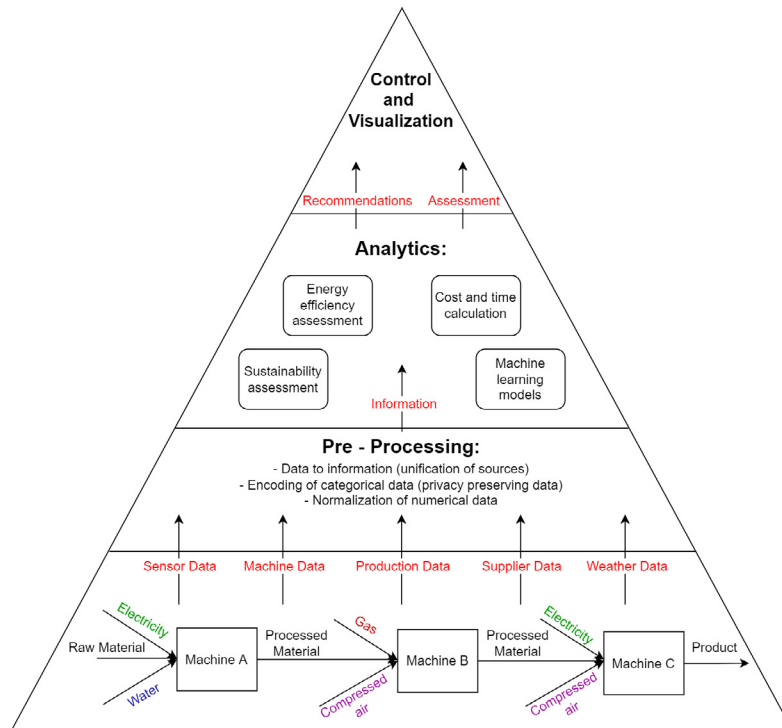 Control
and
Visualization
Recommendations
Assessment
Analytics:
Energy
efficiency
assessment
Cost and time
calculation
Sustainability
assessment
Machine
learning
models
Information
Pre - Processing:
- Data to information (unification of sources)
- Encoding of categorical data (privacy preserving data)
- Normalization of numerical data
Sensor Data
Machine Data
Production Data
Supplier Data
Weather Data
Electricity
Raw Material
Water
Machine A
Processed
Material
Gas
Compressed
air
Machine B
Processed
Material
Electricity
Compressed
air
Machine C
Product